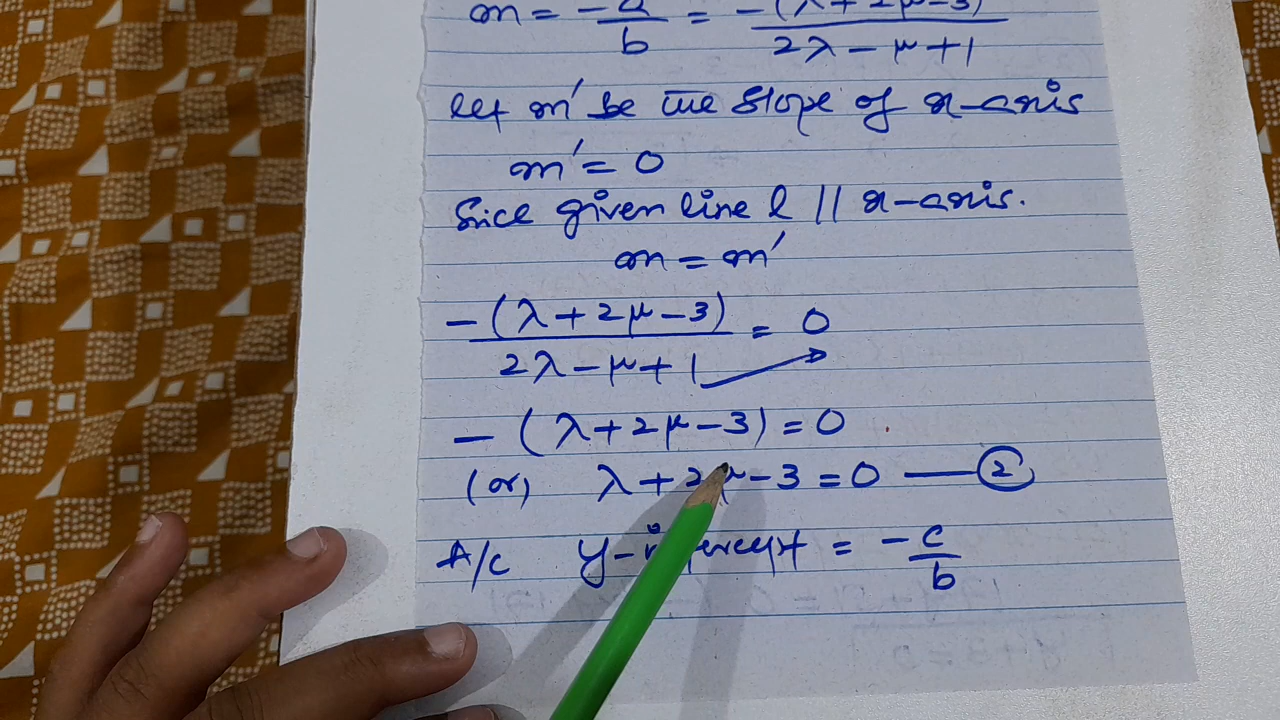 m = -a/b = -(λ+2μ-3)/(2λ-μ+1)
let m' be the slope of x-axis
m' = 0
Since given line l // x-axis.
m = m'
-(λ+2μ-3)/(2λ-μ+1) = 0
-(λ+2μ-3) = 0
(or) λ+2μ-3 = 0 — ②
A/c y-intercept = -c/b